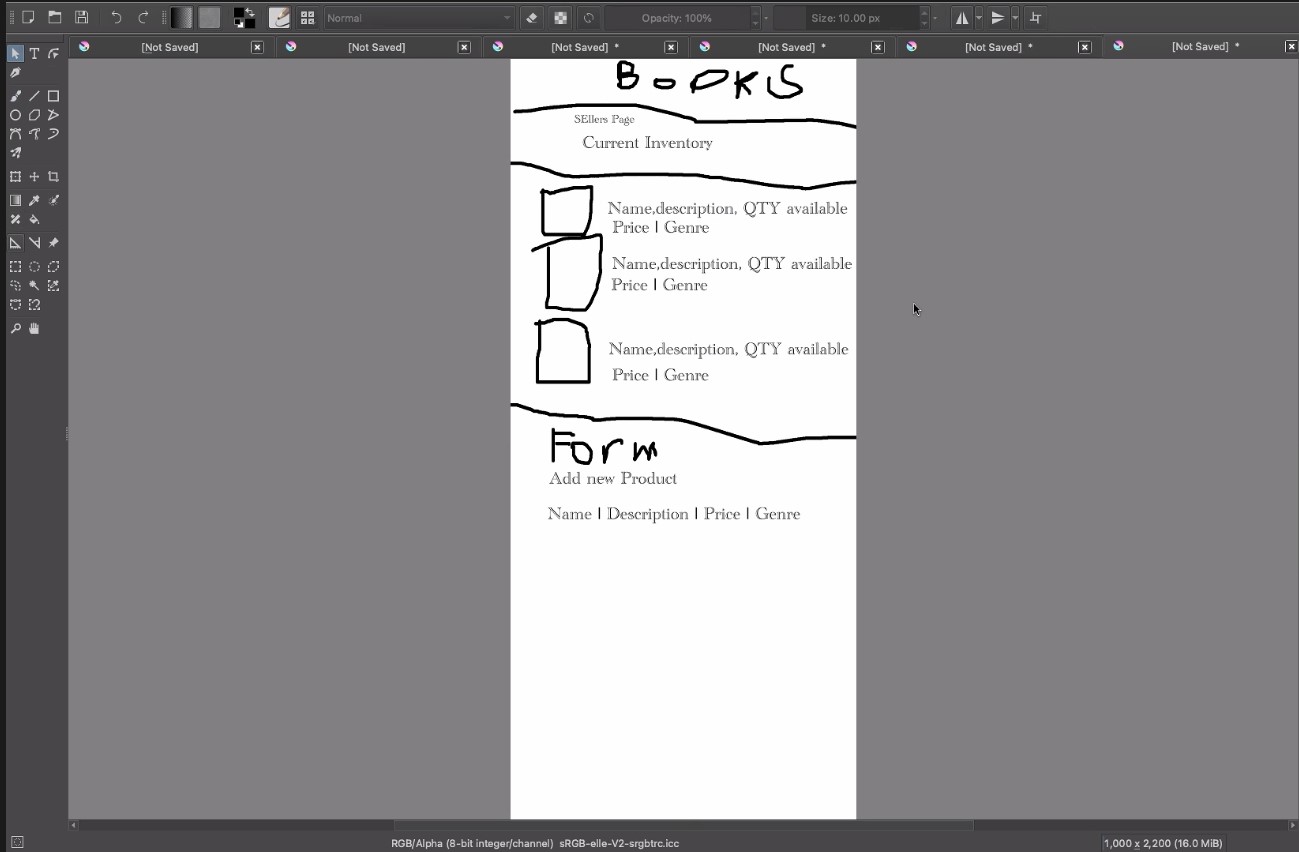 Normal
Opacity: 100%
Size: 10.00 px
[Not Saved]
[Not Saved]
[Not Saved] *
[Not Saved] *
[Not Saved] *
[Not Saved] *
BOOKS
SEllers Page
Current Inventory
Name,description, QTY available
Price | Genre
Name,description, QTY available
Price | Genre
Name,description, QTY available
Price | Genre
Form
Add new Product
Name | Description | Price | Genre
RGB/Alpha (8-bit integer/channel) sRGB-elle-V2-srgbtrc.icc
1,000 x 2,200 (16.0 MiB)